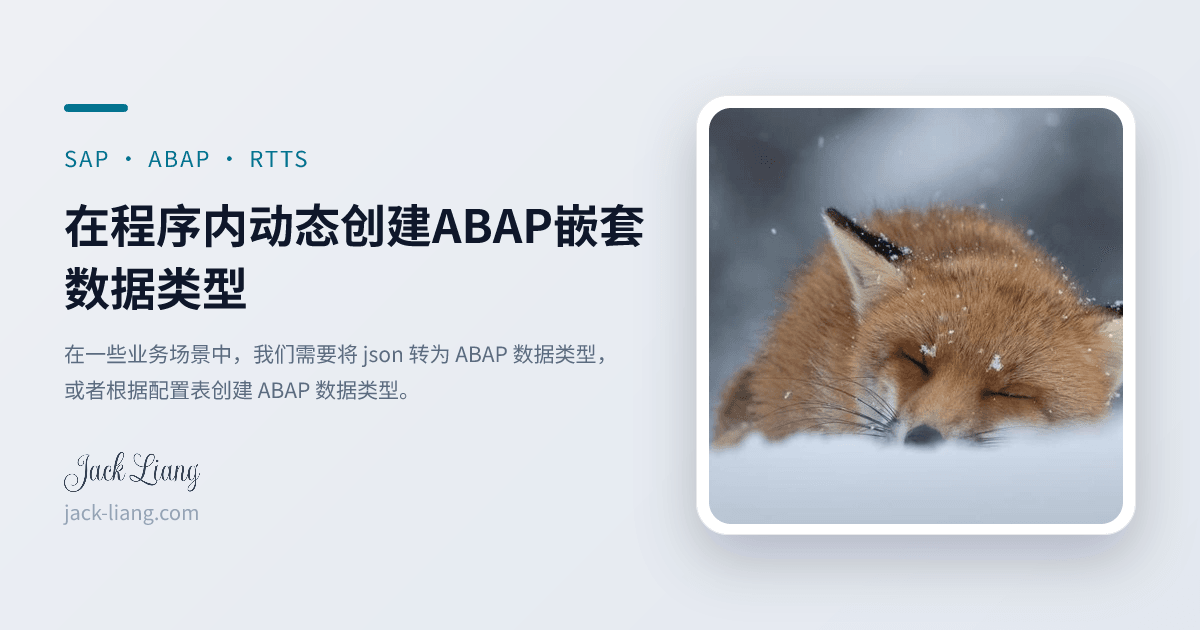 SAP • ABAP • RTTS
在程序内动态创建ABAP嵌套
数据类型
在一些业务场景中，我们需要将 json 转为 ABAP 数据类型，
或者根据配置表创建 ABAP 数据类型。
Jack Liang
jack-liang.com